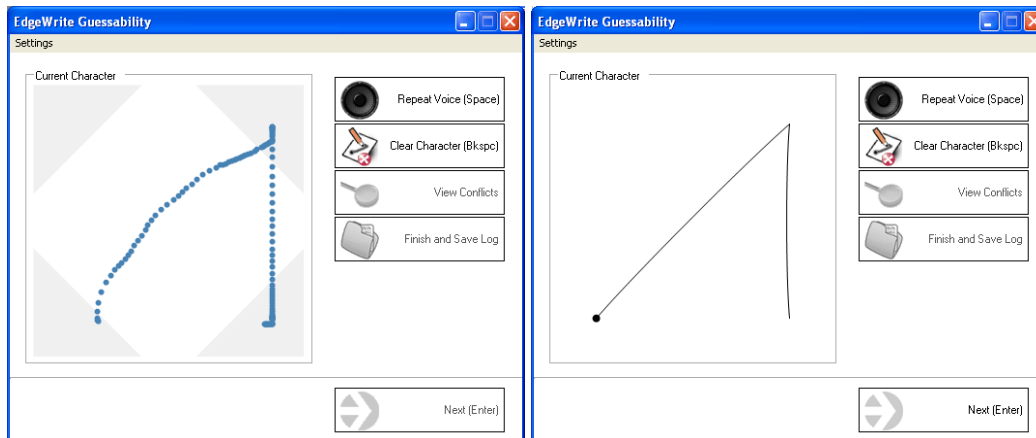 EdgeWrite Guessability
Settings
Current Character
Repeat Voice (Space)
Clear Character (Bkspc)
View Conflicts
Finish and Save Log
Next (Enter)
EdgeWrite Guessability
Settings
Current Character
Repeat Voice (Space)
Clear Character (Bkspc)
View Conflicts
Finish and Save Log
Next (Enter)